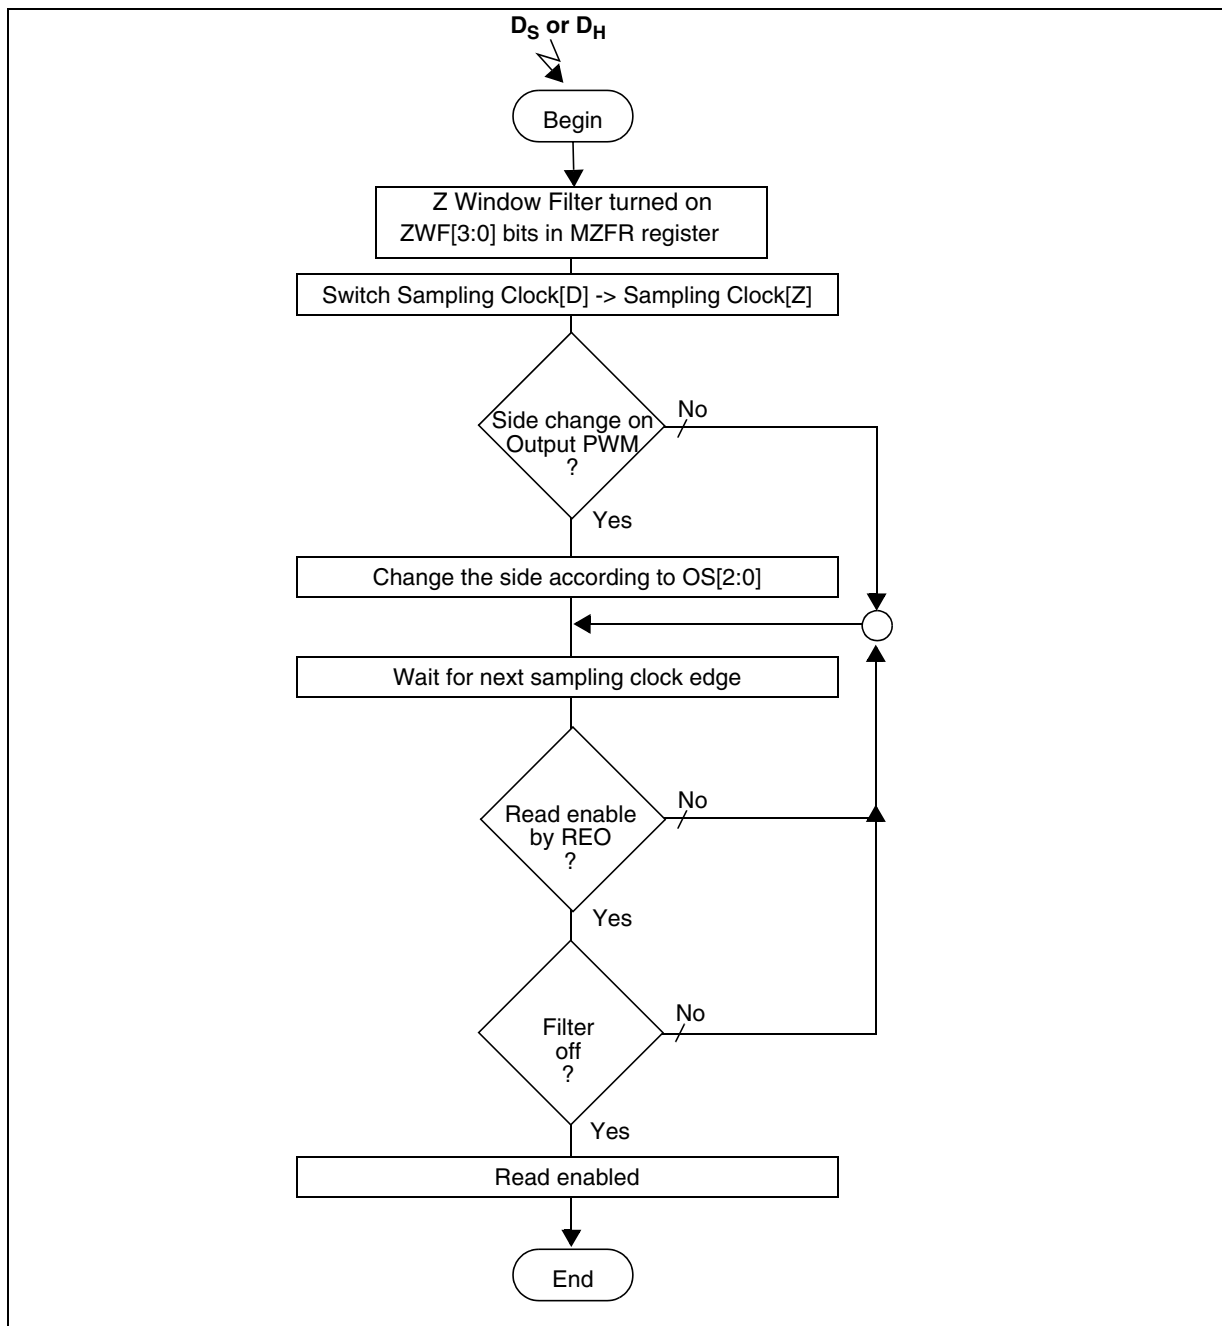 DS or DH
Begin
Z Window Filter turned on
ZWF[3:0] bits in MZFR register
Switch Sampling Clock[D] -> Sampling Clock[Z]
Side change on
Output PWM
?
No
Yes
Change the side according to OS[2:0]
Wait for next sampling clock edge
Read enable
by REO
?
No
Yes
Filter
off
?
No
Yes
Read enabled
End